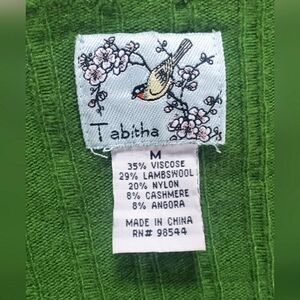 Tabitha
M
35% VISCOSE
29% LAMBSWOOL
20% NYLON
8% CASHMERE
8% ANGORA
MADE IN CHINA
RN# 98544